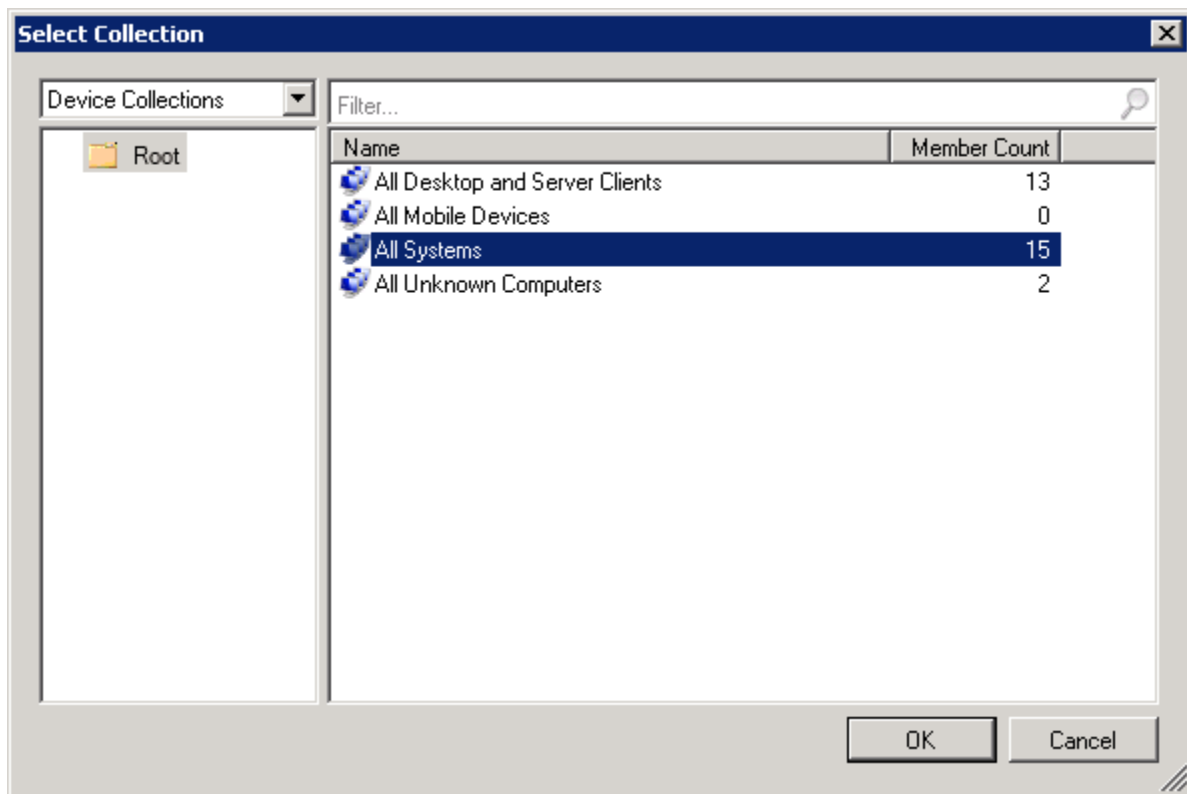 Select Collection
Device Collections
Filter...
Root
Name Member Count
All Desktop and Server Clients 13
All Mobile Devices 0
All Systems 15
All Unknown Computers 2
OK Cancel